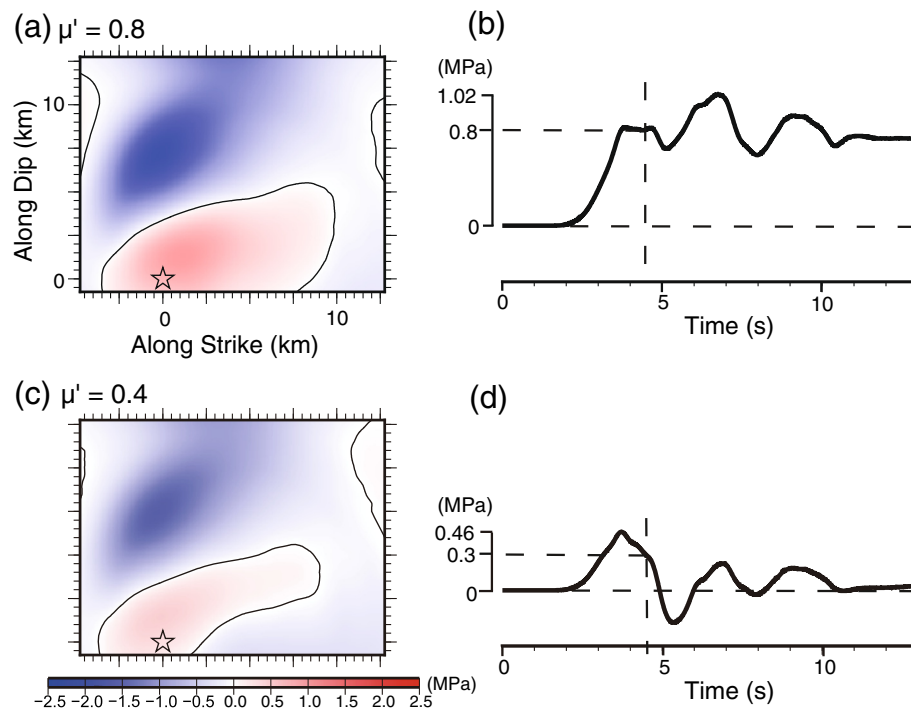 (a) μ' = 0.8
Along Dip (km)
10
0
0
10
Along Strike (km)
(b)
(MPa)
1.02
0.8
0
0
5
10
Time (s)
(c) μ' = 0.4
−2.5 −2.0 −1.5 −1.0 −0.5 0.0 0.5 1.0 1.5 2.0 2.5
(MPa)
(d)
(MPa)
0.46
0.3
0
0
5
10
Time (s)